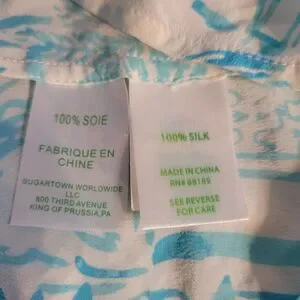 100% SOIE
FABRIQUE EN
CHINE
SUGARTOWN WORLDWIDE
LLC
800 THIRD AVENUE
KING OF PRUSSIA,PA
100% SILK
MADE IN CHINA
RN# 89189
SEE REVERSE
FOR CARE